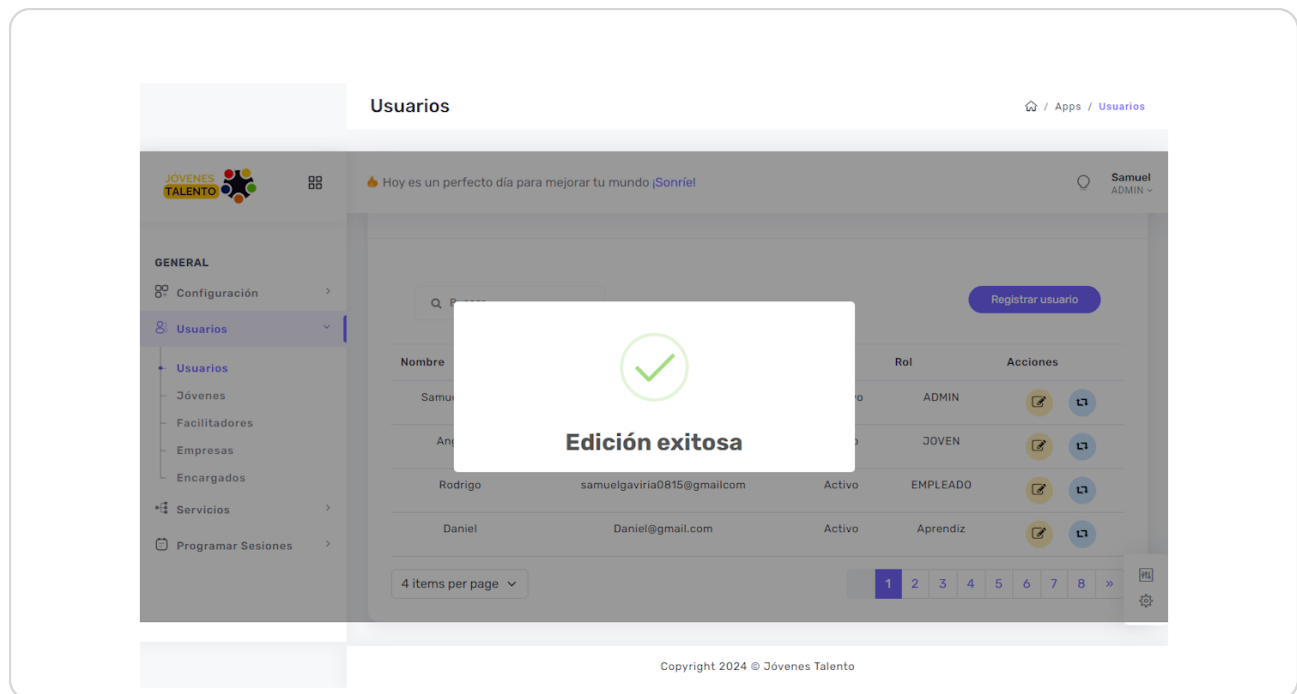 Usuarios
/ Apps / Usuarios
JÓVENES
TALENTO
Hoy es un perfecto día para mejorar tu mundo ¡Sonríe!
Samuel
ADMIN
GENERAL
Configuración
Usuarios
Usuarios
Jóvenes
Facilitadores
Empresas
Encargados
Servicios
Programar Sesiones
Registrar usuario
Nombre Rol Acciones
ADMIN
JOVEN
Edición exitosa
Rodrigo samuelgaviria0815@gmailcom Activo EMPLEADO
Daniel Daniel@gmail.com Activo Aprendiz
4 items per page
1 2 3 4 5 6 7 8 »
Copyright 2024 © Jóvenes Talento